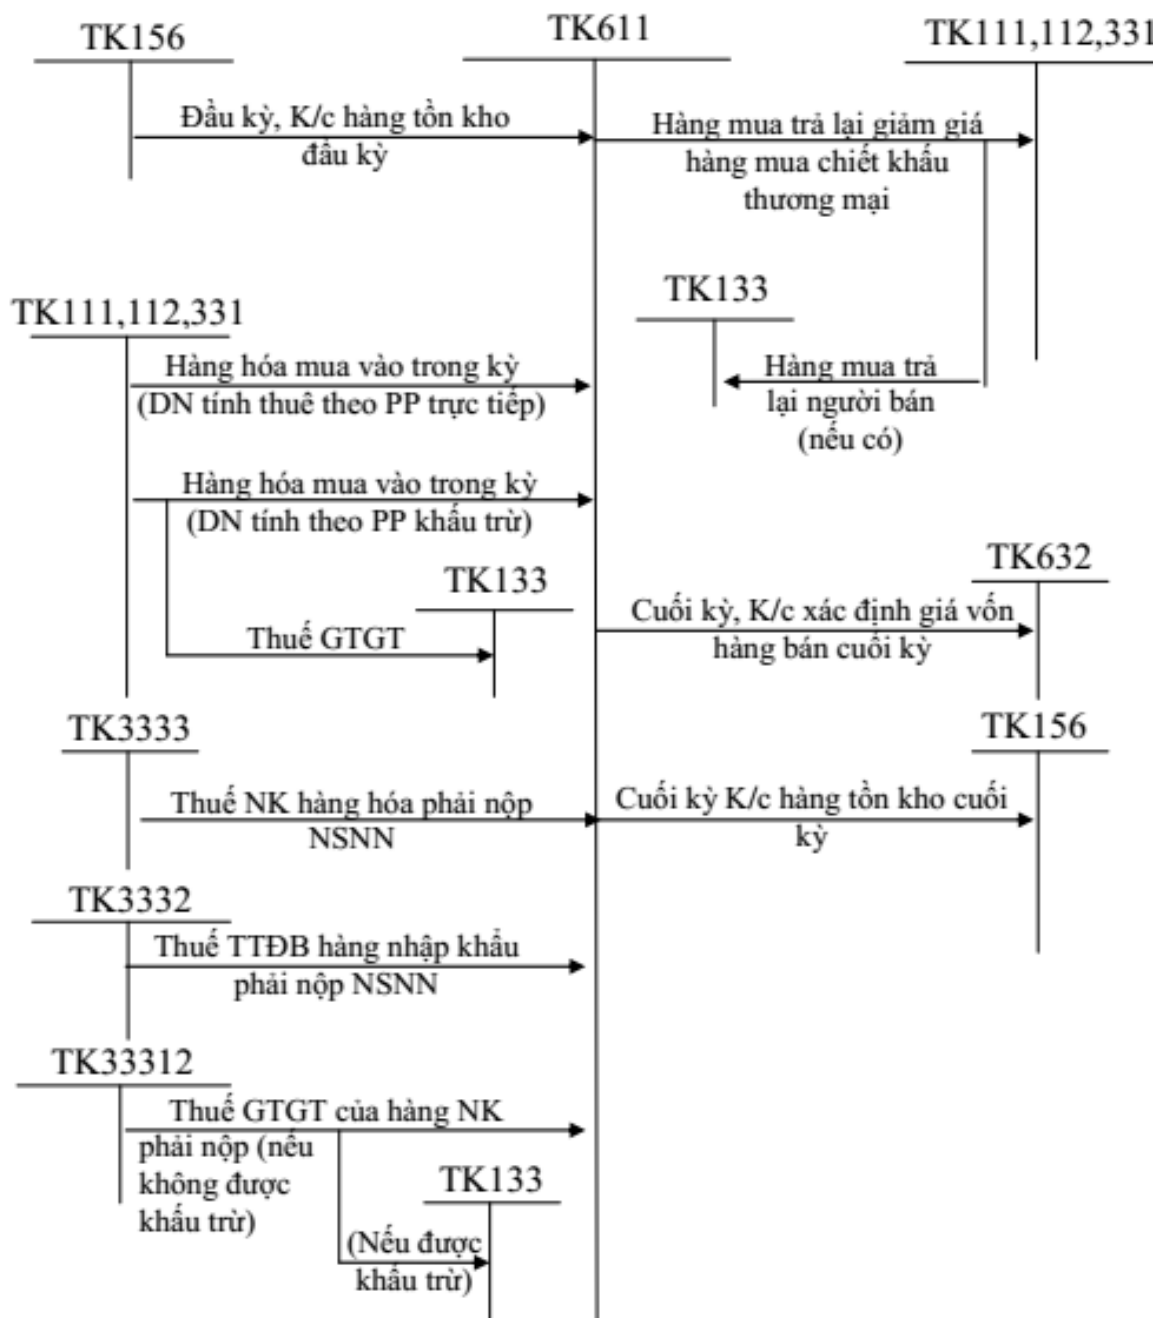 TK156
TK611
TK111,112,331
Đầu kỳ, K/c hàng tồn kho
đầu kỳ
Hàng mua trả lại giảm giá
hàng mua chiết khấu
thương mại
TK133
Hàng mua trả
lại người bán
(nếu có)
TK111,112,331
Hàng hóa mua vào trong kỳ
(DN tính thuê theo PP trực tiếp)
Hàng hóa mua vào trong kỳ
(DN tính theo PP khấu trừ)
TK133
Thuế GTGT
TK632
Cuối kỳ, K/c xác định giá vốn
hàng bán cuối kỳ
TK3333
Thuế NK hàng hóa phải nộp
NSNN
TK156
Cuối kỳ K/c hàng tồn kho cuối
kỳ
TK3332
Thuế TTĐB hàng nhập khẩu
phải nộp NSNN
TK33312
Thuế GTGT của hàng NK
phải nộp (nếu
không được
khấu trừ)
TK133
(Nếu được
khấu trừ)